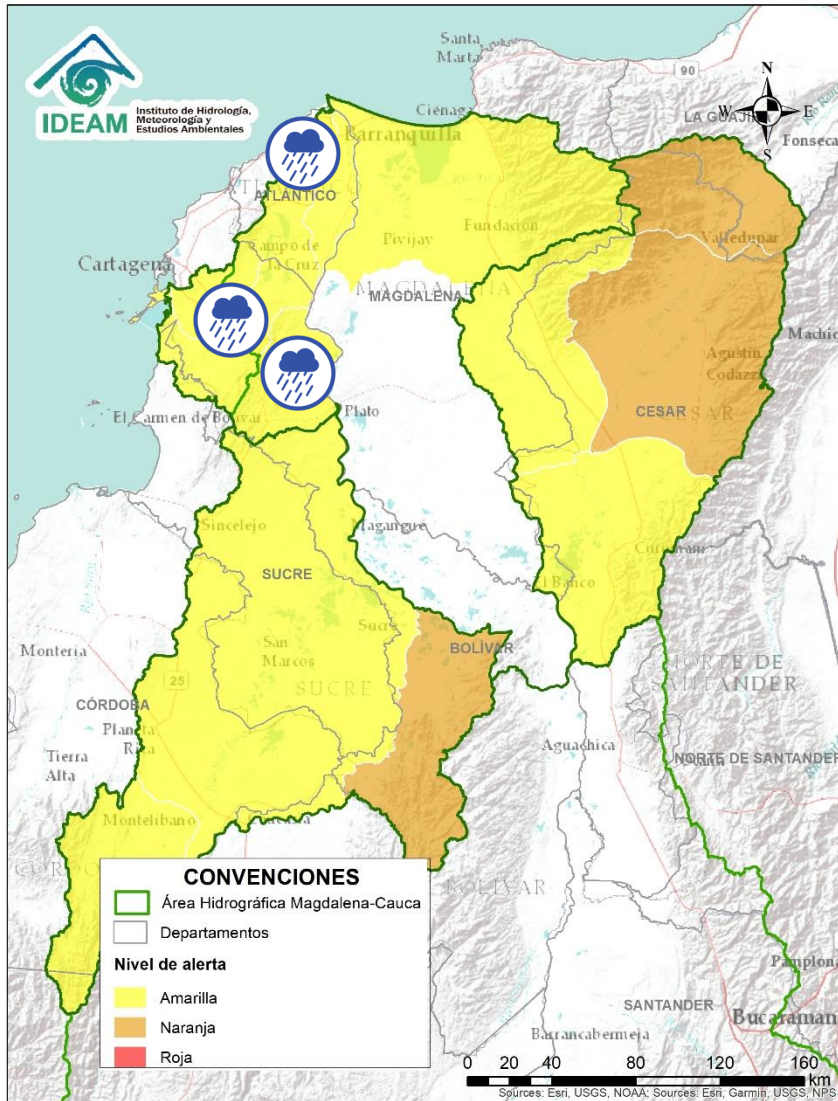 IDEAM
Instituto de Hidrología,
Meteorología y
Estudios Ambientales
Santa
Marta
90
N
W
E
S
LA GUAJI
Fonseca
Ciénaga
Barranquilla
ATLÁNTICO
Fundación
Valledupar
Campo de
la Cruz
Pivijay
Cartagena
MAGDALENA
MAGDALENA
Agustín
Codazzi
CESAR
El Carmen de Bolívar
Plato
Sincelejo
Magangue
SUCRE
El Banco
Sucre
BOLÍVAR
San
Marcos
SUCRE
Montería
25
CÓRDOBA
Planeta
Rica
Tierra
Alta
NORTE DE
SANTANDER
Aguachica
NORTE DE SANTANDER
Montelíbano
BOLÍVAR
CONVENCIONES
Área Hidrográfica Magdalena-Cauca
Departamentos
Nivel de alerta
Amarilla
Naranja
Roja
Pamplona
SANTANDER
Bucaraman
Barrancabermeja
0 20 40 80 120 160
km
Sources: Esri, USGS, NOAA; Sources: Esri, Garmin, USGS, NPS